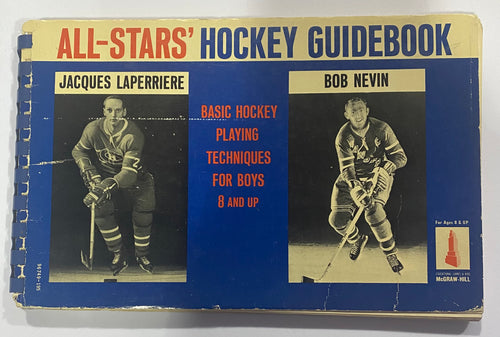 ALL-STARS' HOCKEY GUIDEBOOK
JACQUES LAPERRIERE
BOB NEVIN
BASIC HOCKEY
PLAYING
TECHNIQUES
FOR BOYS
8 AND UP
For Ages 8 & UP
McGRAW-HILL